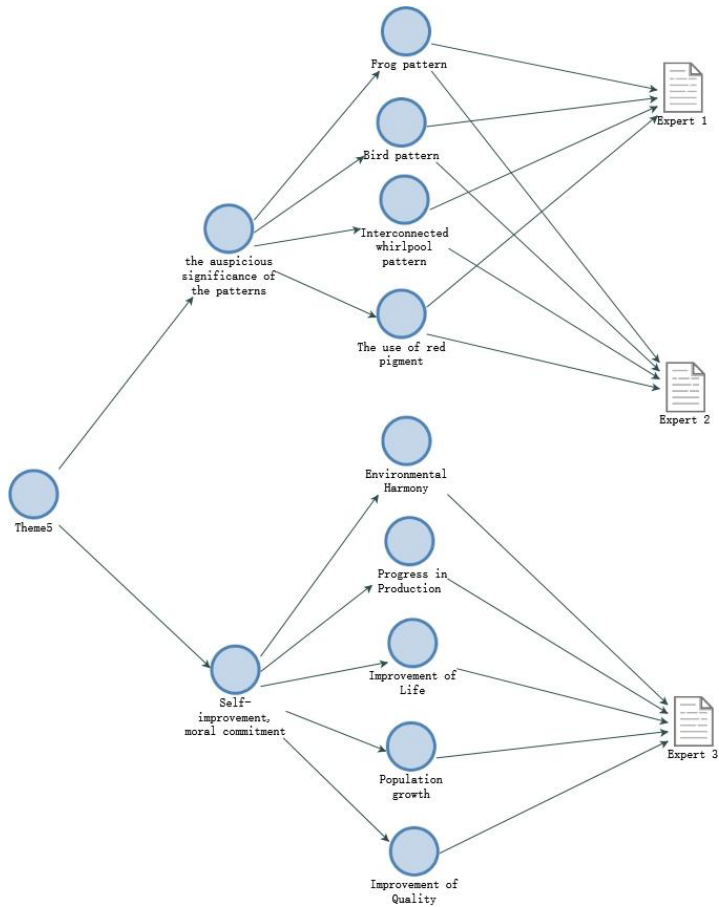 Frog pattern
Expert 1
Bird pattern
Interconnected
whirlpool
pattern
the auspicious
significance of
the patterns
The use of red
pigment
Expert 2
Environmental
Harmony
Theme5
Progress in
Production
Improvement of
Life
Self-
improvement,
moral commitment
Expert 3
Population
growth
Improvement of
Quality